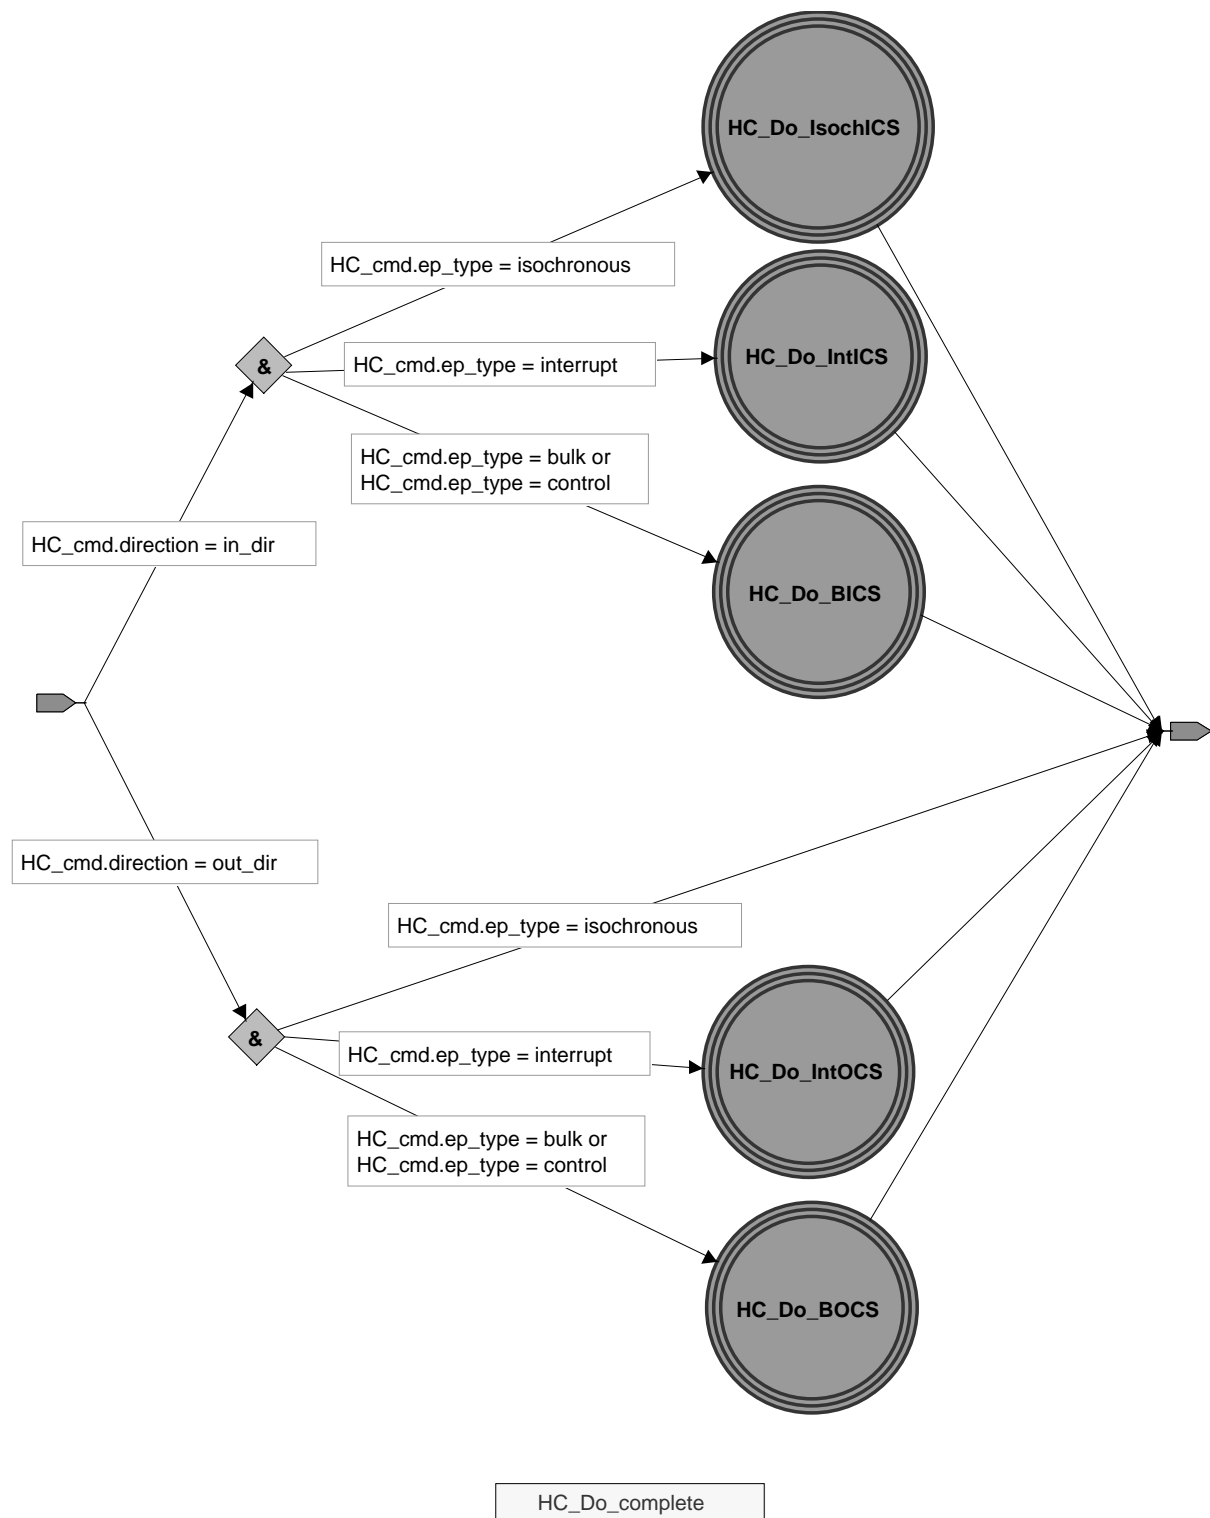 HC_Do_IsochICS
HC_cmd.ep_type = isochronous
HC_cmd.ep_type = interrupt
HC_Do_IntICS
&
HC_cmd.ep_type = bulk or
HC_cmd.ep_type = control
HC_cmd.direction = in_dir
HC_Do_BICS
HC_cmd.direction = out_dir
HC_cmd.ep_type = isochronous
&
HC_cmd.ep_type = interrupt
HC_Do_IntOCS
HC_cmd.ep_type = bulk or
HC_cmd.ep_type = control
HC_Do_BOCS
HC_Do_complete